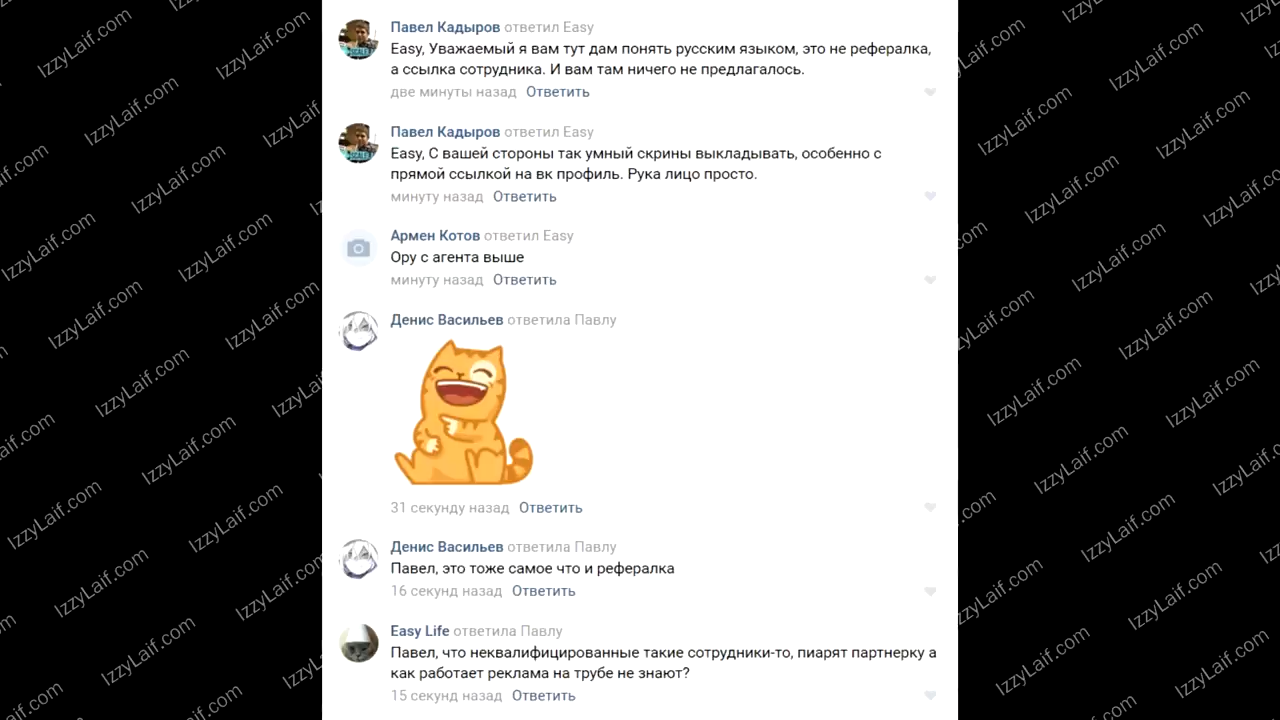 Павел Кадыров ответил Easy
Easy, Уважаемый я вам тут дам понять русским языком, это не рефералка,
а ссылка сотрудника. И вам там ничего не предлагалось.
две минуты назад Ответить
Павел Кадыров ответил Easy
Easy, С вашей стороны так умный скрины выкладывать, особенно с
прямой ссылкой на вк профиль. Рука лицо просто.
минуту назад Ответить
Армен Котов ответил Easy
Ору с агента выше
минуту назад Ответить
Денис Васильев ответила Павлу
31 секунду назад Ответить
Денис Васильев ответила Павлу
Павел, это тоже самое что и рефералка
16 секунд назад Ответить
Easy Life ответила Павлу
Павел, что неквалифицированные такие сотрудники-то, пиарят партнерку а
как работает реклама на трубе не знают?
15 секунд назад Ответить
IzzyLaif.com